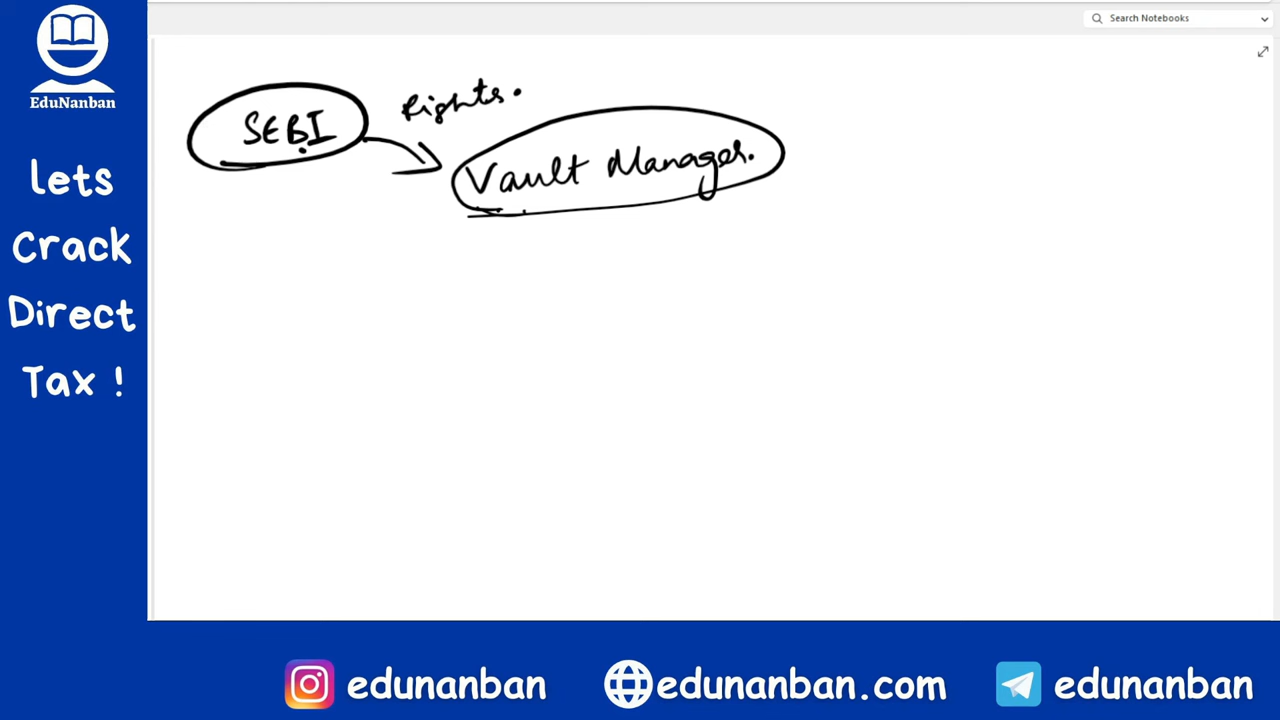 Search Notebooks
EduNanban
Lets
Crack
Direct
Tax !
SEBI
Rights.
Vault Manager.
edunanban
edunanban.com
edunanban